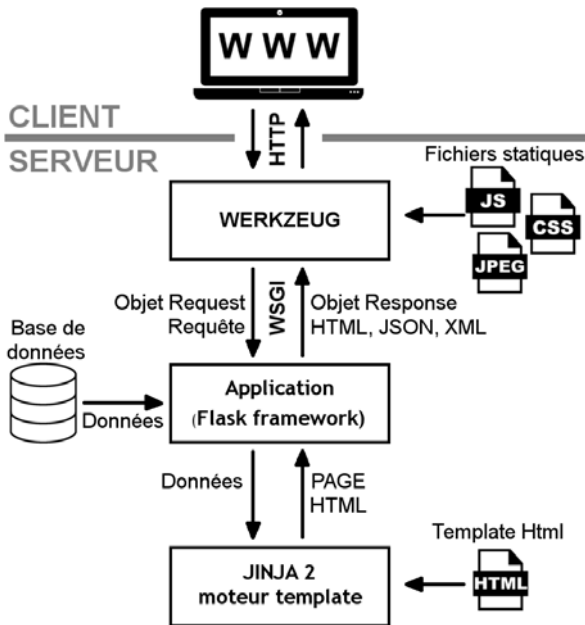 W W W
CLIENT
HTTP
SERVEUR
Fichiers statiques
JS
CSS
JPEG
WERKZEUG
Objet Request
Requête
WSGI
Objet Response
HTML, JSON, XML
Base de
données
Données
Application
(Flask framework)
Données
PAGE
HTML
Template Html
HTML
JINJA 2
moteur template